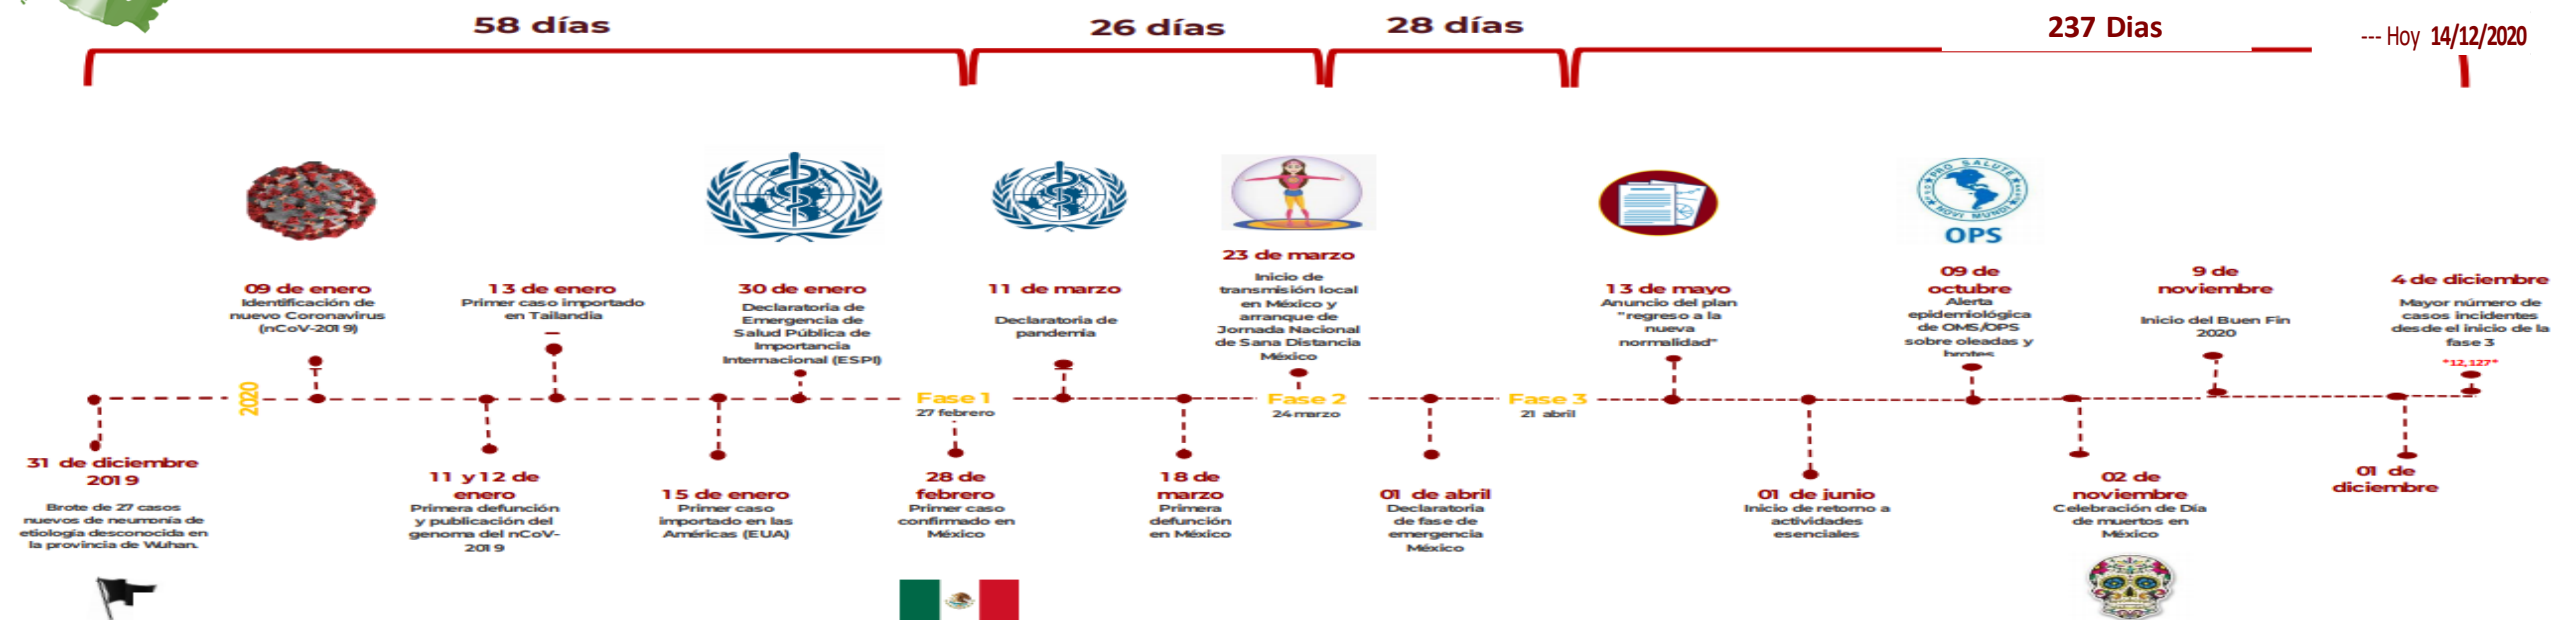 58 días
26 días
28 días
237 Dias
--- Hoy 14/12/2020
PRO SALUTE
NOVI MUNDI
OPS
09 de enero
Identificación de
nuevo Coronavirus
(nCoV-2019)
13 de enero
Primer caso importado
en Tailandia
30 de enero
Declaratoria de
Emergencia de
Salud Pública de
Importancia
Internacional (ESPI)
11 de marzo
Declaratoria de
pandemia
23 de marzo
Inicio de
transmisión local
en México y
arranque de
Jornada Nacional
de Sana Distancia
México
13 de mayo
Anuncio del plan
"regreso a la
nueva
normalidad"
09 de
octubre
Alerta
epidemiológica
de OMS/OPS
sobre oleadas y
brotes
9 de
noviembre
Inicio del Buen Fin
2020
4 de diciembre
Mayor número de
casos incidentes
desde el inicio de la
fase 3
*12,127*
2020
Fase 1
27 febrero
Fase 2
24 marzo
Fase 3
21 abril
31 de diciembre
2019
Brote de 27 casos
nuevos de neumonía de
etiología desconocida en
la provincia de Wuhan.
11 y 12 de
enero
Primera defunción
y publicación del
genoma del nCoV-
2019
15 de enero
Primer caso
importado en las
Américas (EUA)
28 de
febrero
Primer caso
confirmado en
México
18 de
marzo
Primera
defunción
en México
01 de abril
Declaratoria
de fase de
emergencia
México
01 de junio
Inicio de retorno a
actividades
esenciales
02 de
noviembre
Celebración de Día
de muertos en
México
01 de
diciembre